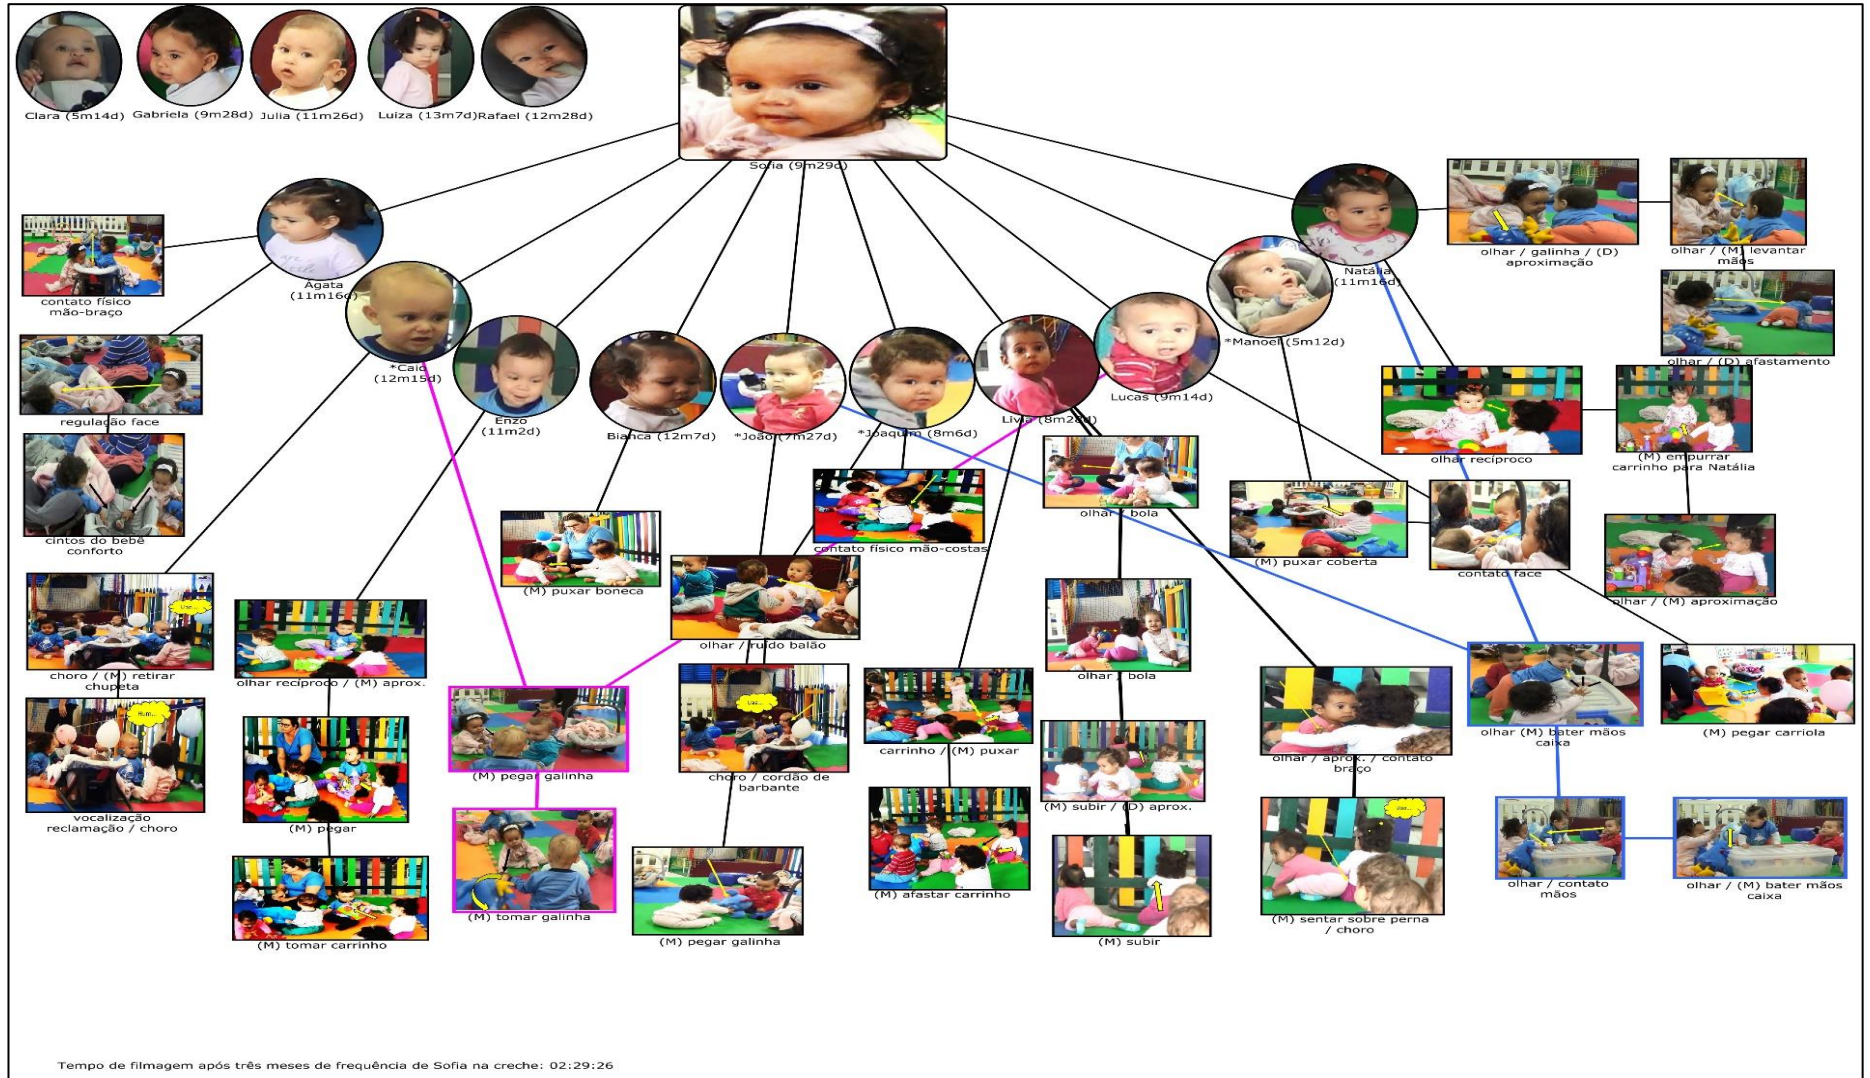 Clara (5m14d)
Gabriela (9m28d)
Julia (11m26d)
Luiza (13m7d)
Rafael (12m28d)
Sofia (9m29d)
Ágata
(11m16d)
*Caio
(12m15d)
Enzo
(11m2d)
Bianca (12m7d)
*João (7m27d)
*Joaquim (8m6d)
Lívia (8m28d)
Lucas (9m14d)
*Manoel (5m12d)
Natália
(11m16d)
contato físico
mão-braço
regulação face
cintos do bebê
conforto
choro / (M) retirar
chupeta
vocalização
reclamação / choro
olhar recíproco / (M) aprox.
(M) pegar
(M) tomar carrinho
(M) pegar galinha
(M) tomar galinha
(M) puxar boneca
olhar / ruído balão
choro / cordão de
barbante
(M) pegar galinha
contato físico mão-costas
carrinho / (M) puxar
(M) afastar carrinho
olhar / bola
olhar / bola
(M) subir / (D) aprox.
(M) subir
olhar / aprox. / contato
braço
(M) sentar sobre perna
/ choro
(M) puxar coberta
contato face
(M) pegar carriola
olhar / galinha / (D)
aproximação
olhar / (M) levantar
mãos
olhar / (D) afastamento
olhar recíproco
(M) empurrar
carrinho para Natália
olhar / (M) aproximação
olhar (M) bater mãos
caixa
olhar / contato
mãos
olhar / (M) bater mãos
caixa
Tempo de filmagem após três meses de frequência de Sofia na creche: 02:29:26